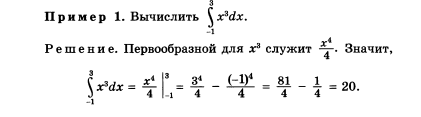 Пример 1. Вычислить ∫₋₁³ x³dx.
Решение. Первообразной для x³ служит x⁴/4. Значит,
∫₋₁³ x³dx = x⁴/4 |₋₁³ = 3⁴/4 − (−1)⁴/4 = 81/4 − 1/4 = 20.